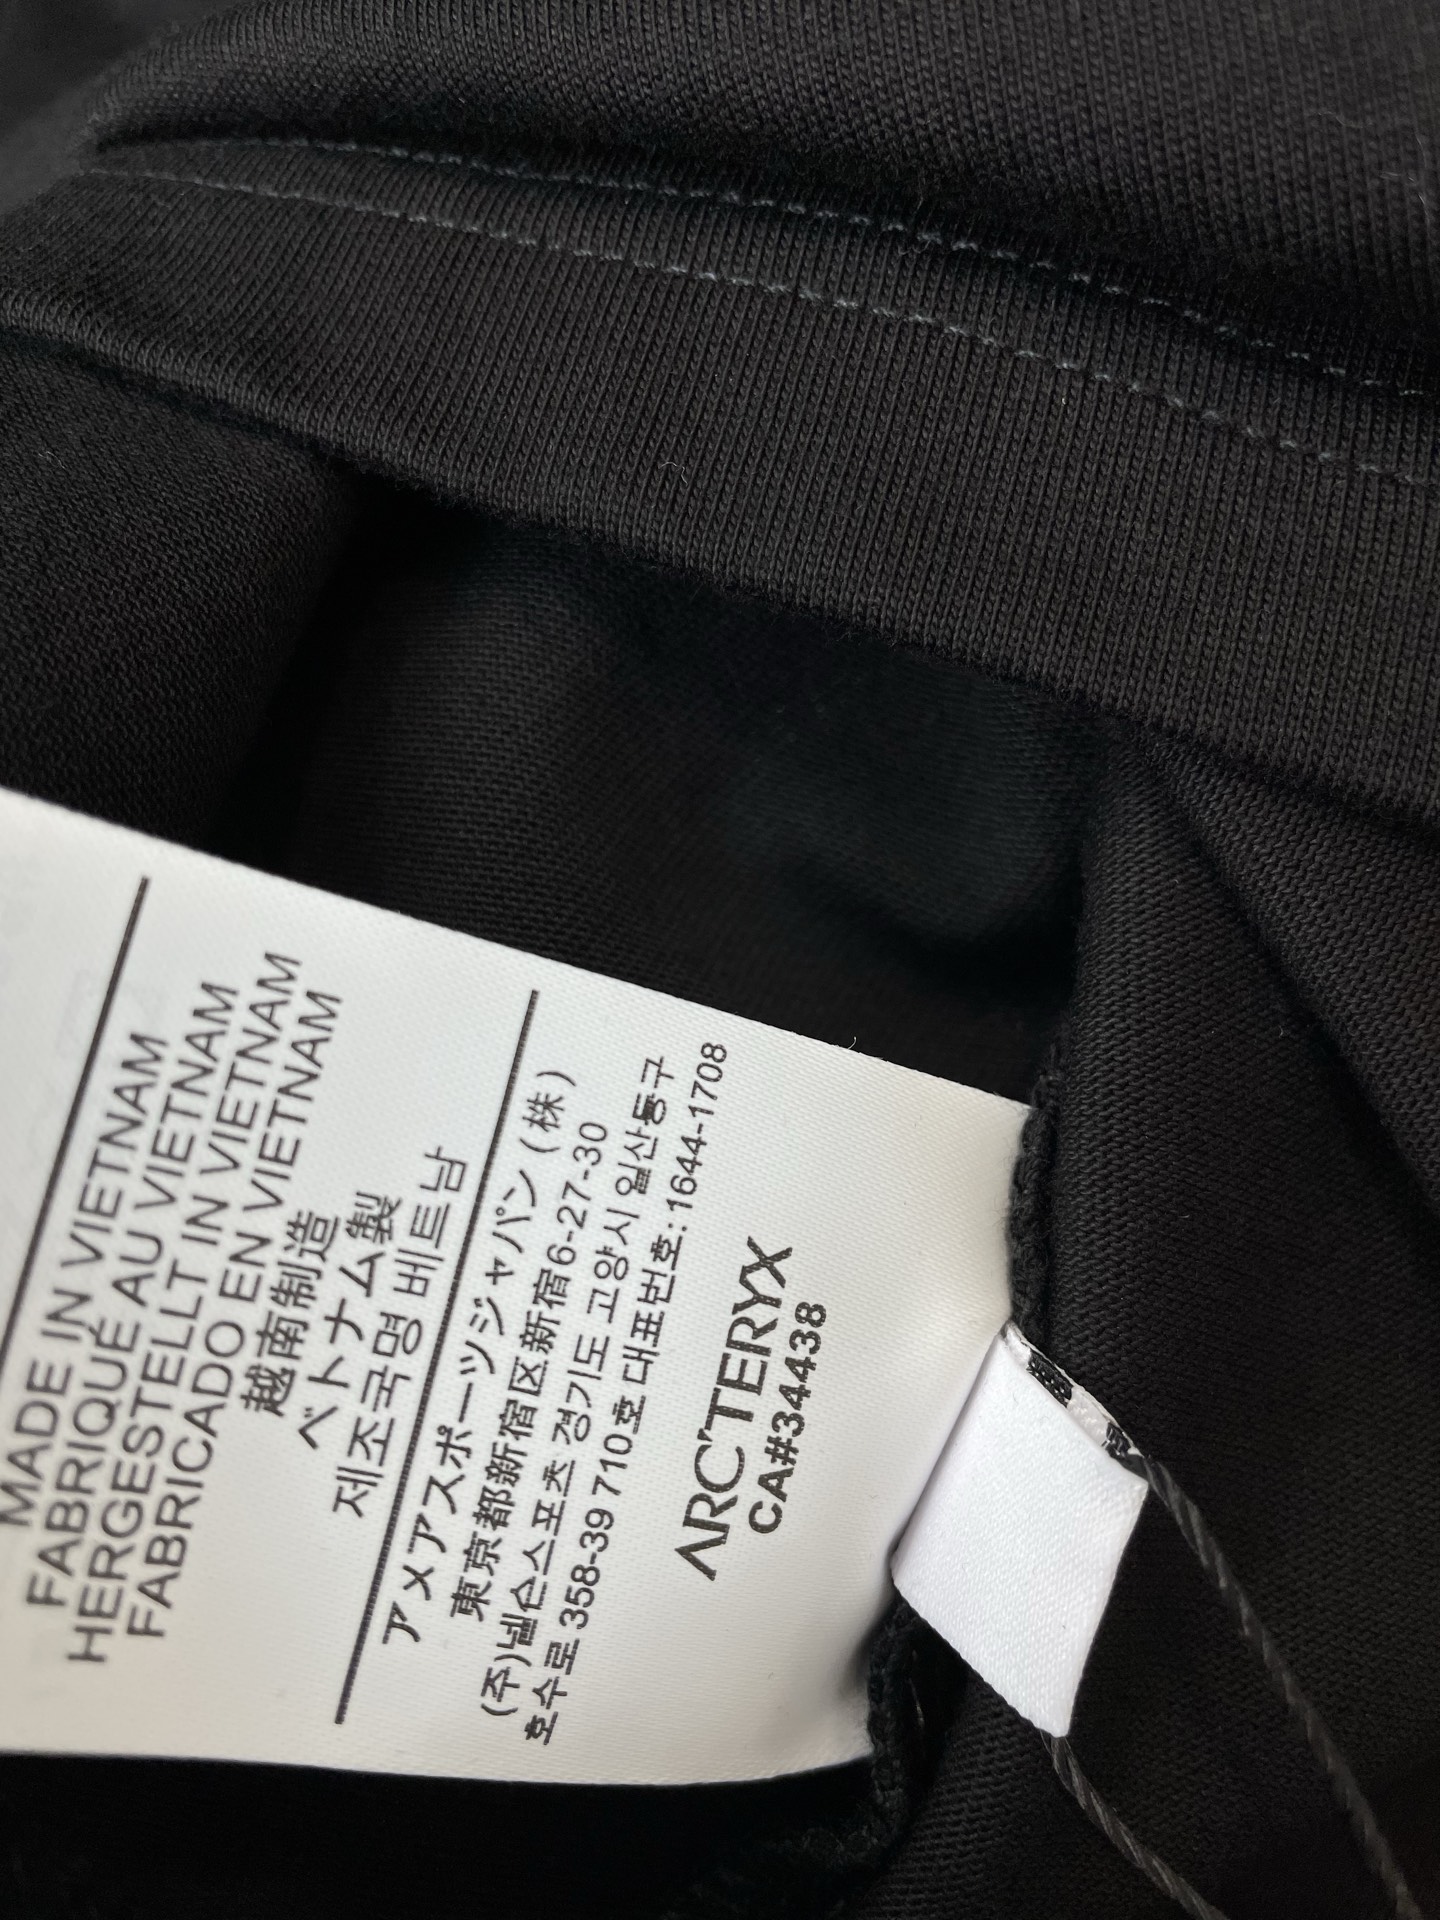 MADE IN VIETNAM
FABRIQUÉ AU VIETNAM
HERGESTELLT IN VIETNAM
FABRICADO EN VIETNAM
越南制造
ベトナム製
제조국명 베트남
アメアスポーツジャパン (株)
東京都新宿区新宿6-27-30
(주)넬슨스포츠 경기도 고양시 일산동구
호수로 358-39 710호 대표번호: 1644-1708
ARC'TERYX
CA#34438